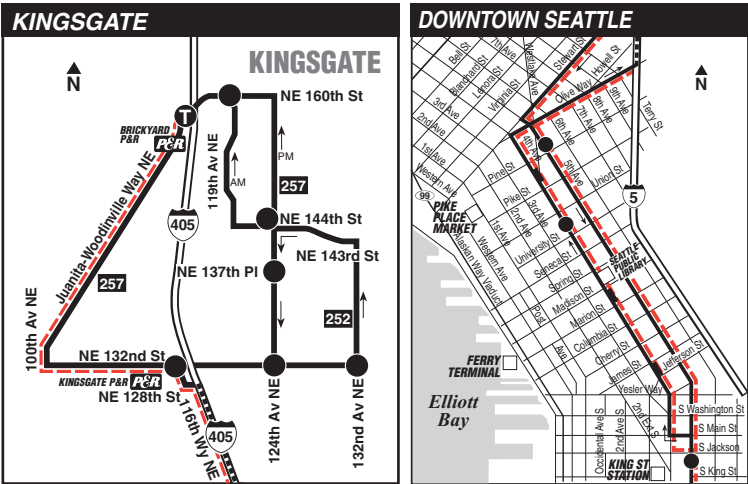 KINGSGATE
N
KINGSGATE
NE 160th St
T
BRICKYARD
P&R
P&R
Juanita-Woodinville Way NE
119th Av NE
AM
PM
257
405
NE 144th St
NE 143rd St
NE 137th Pl
257
252
100th Av NE
NE 132nd St
KINGSGATE P&R
P&R
NE 128th St
116th Wy NE
405
124th Av NE
132nd Av NE
DOWNTOWN SEATTLE
N
Bell St
7th Ave
Westlake Ave
Stewart St
Howell St
Blanchard St
Lenora St
Virginia St
Olive Way
9th Ave
8th Ave
7th Ave
6th Ave
Terry St
3rd Ave
2nd Ave
1st Ave
Western Ave
4th Ave
5th Ave
Pine St
Union St
99
PIKE
PLACE
MARKET
Pike St
3rd Ave
2nd Ave
1st Ave
Western Ave
Alaskan Way Viaduct
5
University St
Seneca St
Spring St
SEATTLE
PUBLIC
LIBRARY
Madison St
Marion St
Post
Ave
Columbia St
Cherry St
James St
Jefferson St
FERRY
TERMINAL
Yesler Way
Elliott
Bay
Occidental Ave S
2nd Ave S
2nd Ext S
S Washington St
S Main St
S Jackson
S King St
KING ST
STATION